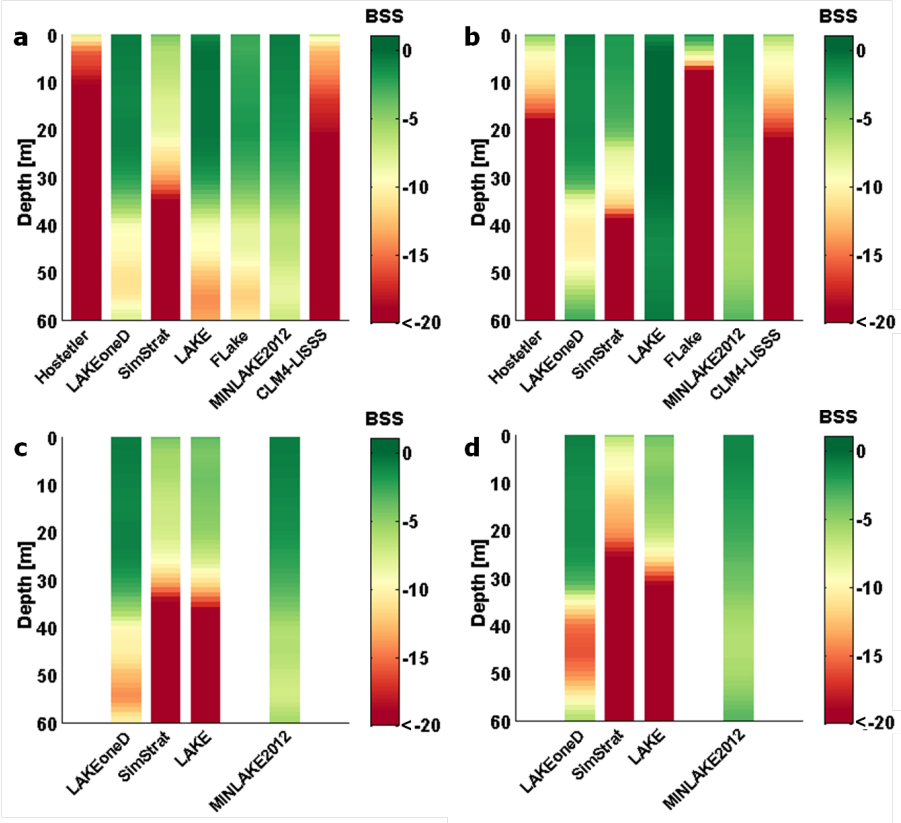 a
BSS
0
10
20
30
40
50
60
Depth [m]
0
-5
-10
-15
<-20
Hostetler
LAKEoneD
SimStrat
LAKE
FLake
MINLAKE2012
CLM4-LISSS
b
BSS
0
10
20
30
40
50
60
Depth [m]
0
-5
-10
-15
<-20
Hostetler
LAKEoneD
SimStrat
LAKE
FLake
MINLAKE2012
CLM4-LISSS
c
BSS
0
10
20
30
40
50
60
Depth [m]
0
-5
-10
-15
<-20
LAKEoneD
SimStrat
LAKE
MINLAKE2012
d
BSS
0
10
20
30
40
50
60
Depth [m]
0
-5
-10
-15
<-20
LAKEoneD
SimStrat
LAKE
MINLAKE2012